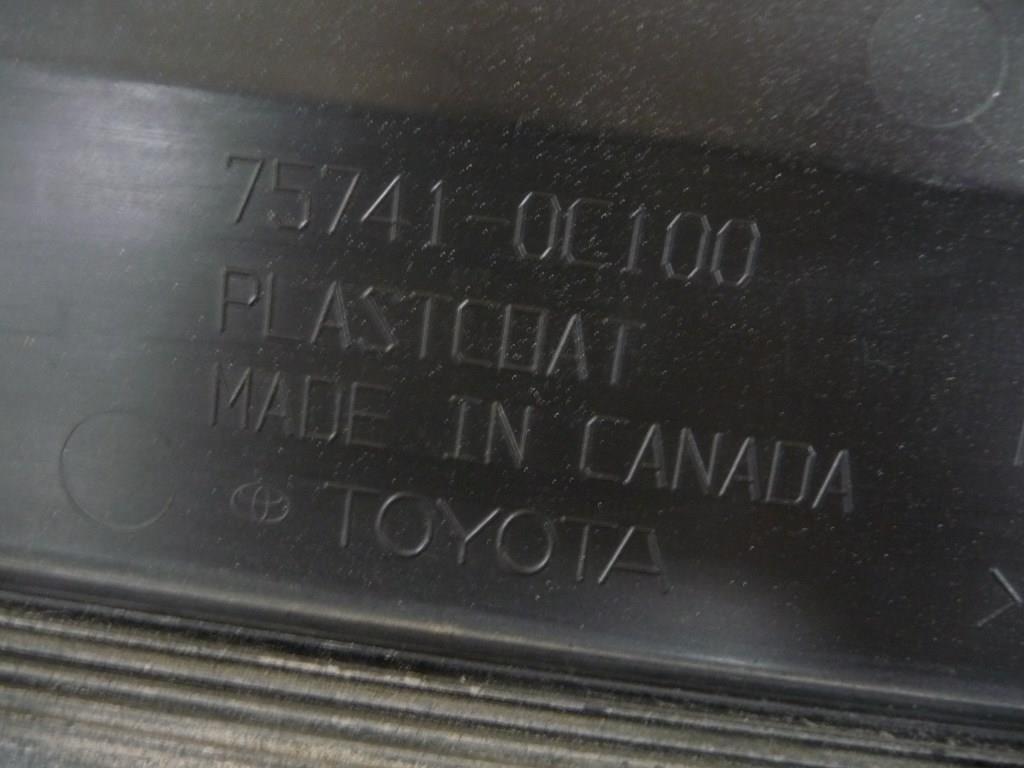 75741-0C100
PLASTCOAT
MADE IN CANADA
TOYOTA